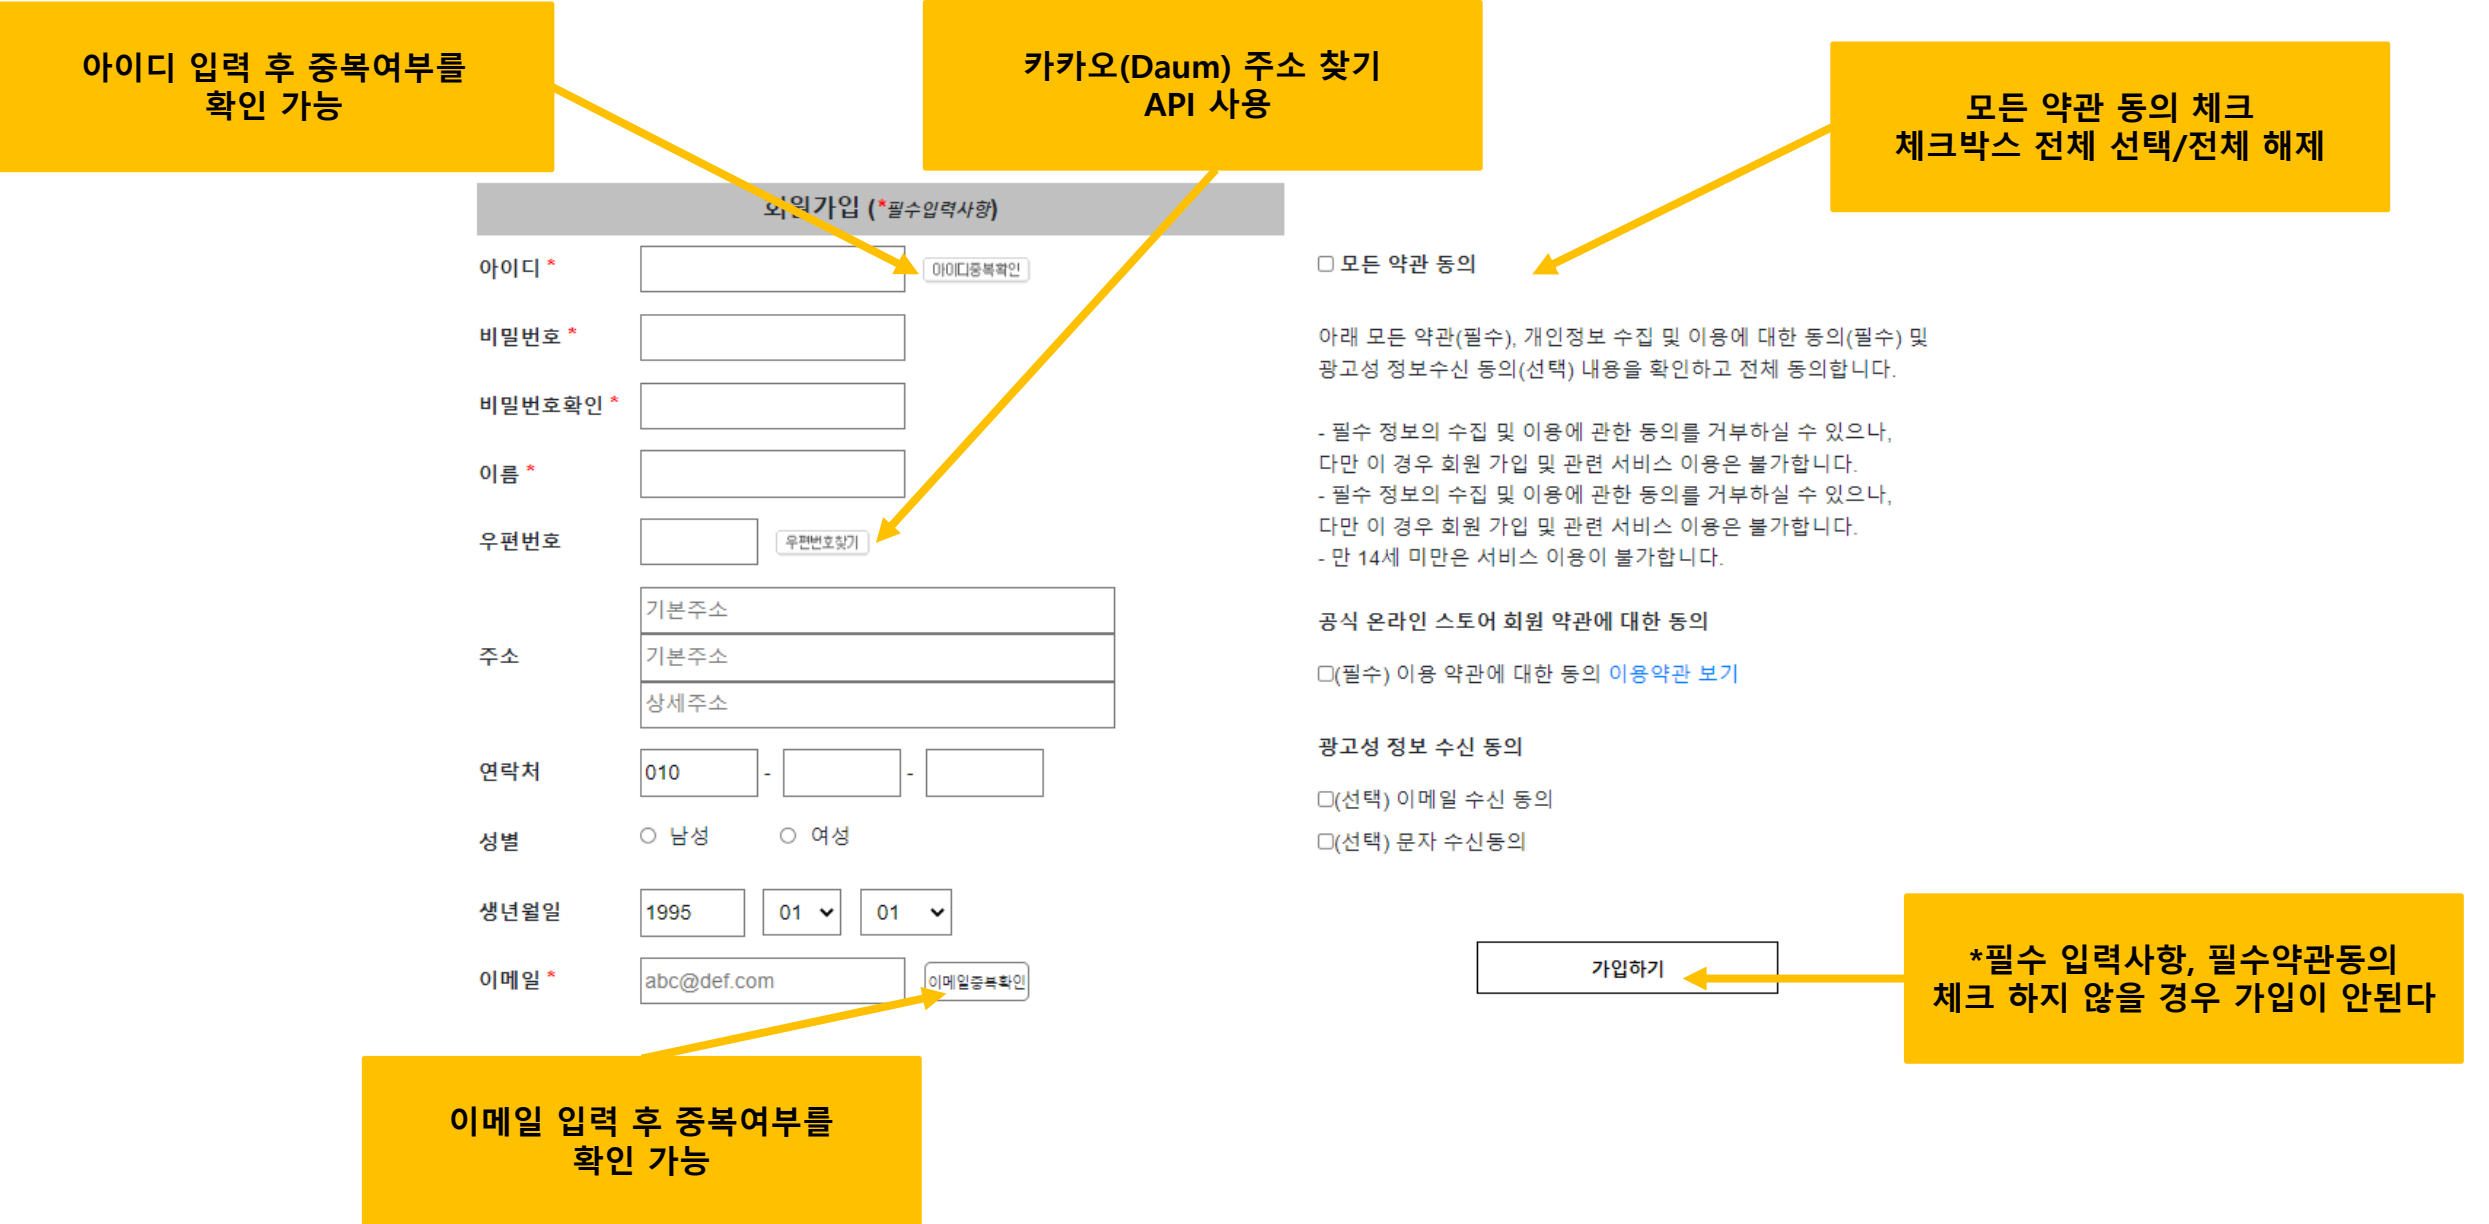 아이디 입력 후 중복여부를
확인 가능
카카오(Daum) 주소 찾기
API 사용
모든 약관 동의 체크
체크박스 전체 선택/전체 해제
회원가입 (*필수입력사항)
아이디 *
아이디중복확인
비밀번호 *
비밀번호확인 *
이름 *
우편번호
우편번호찾기
주소
기본주소
기본주소
상세주소
연락처
010 - -
성별
남성 여성
생년월일
1995 01 01
이메일 *
abc@def.com
이메일중복확인
모든 약관 동의
아래 모든 약관(필수), 개인정보 수집 및 이용에 대한 동의(필수) 및
광고성 정보수신 동의(선택) 내용을 확인하고 전체 동의합니다.
- 필수 정보의 수집 및 이용에 관한 동의를 거부하실 수 있으나,
다만 이 경우 회원 가입 및 관련 서비스 이용은 불가합니다.
- 필수 정보의 수집 및 이용에 관한 동의를 거부하실 수 있으나,
다만 이 경우 회원 가입 및 관련 서비스 이용은 불가합니다.
- 만 14세 미만은 서비스 이용이 불가합니다.
공식 온라인 스토어 회원 약관에 대한 동의
(필수) 이용 약관에 대한 동의 이용약관 보기
광고성 정보 수신 동의
(선택) 이메일 수신 동의
(선택) 문자 수신동의
가입하기
*필수 입력사항, 필수약관동의
체크 하지 않을 경우 가입이 안된다
이메일 입력 후 중복여부를
확인 가능